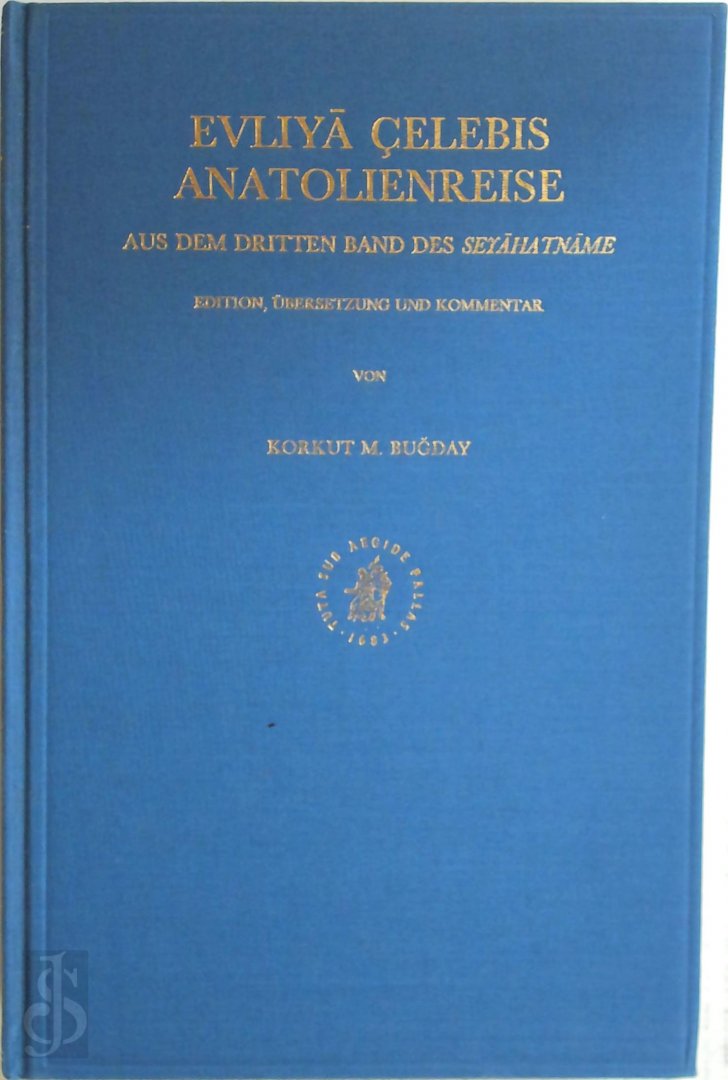 EVLIYĀ ÇELEBIS
ANATOLIENREISE
AUS DEM DRITTEN BAND DES SEYĀHATNĀME
EDITION, ÜBERSETZUNG UND KOMMENTAR
VON
KORKUT M. BUĞDAY
TUTA SUB AEGIDE PALLAS · 1683 ·
JS